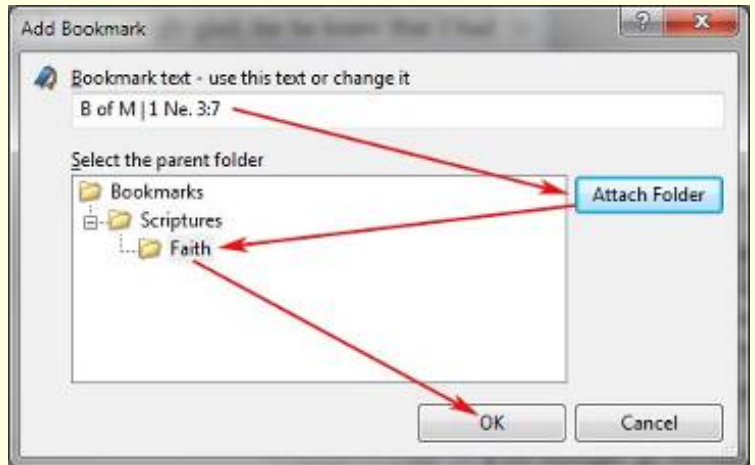 Add Bookmark
Bookmark text - use this text or change it
B of M | 1 Ne. 3:7
Select the parent folder
Bookmarks
Attach Folder
Scriptures
Faith
OK
Cancel